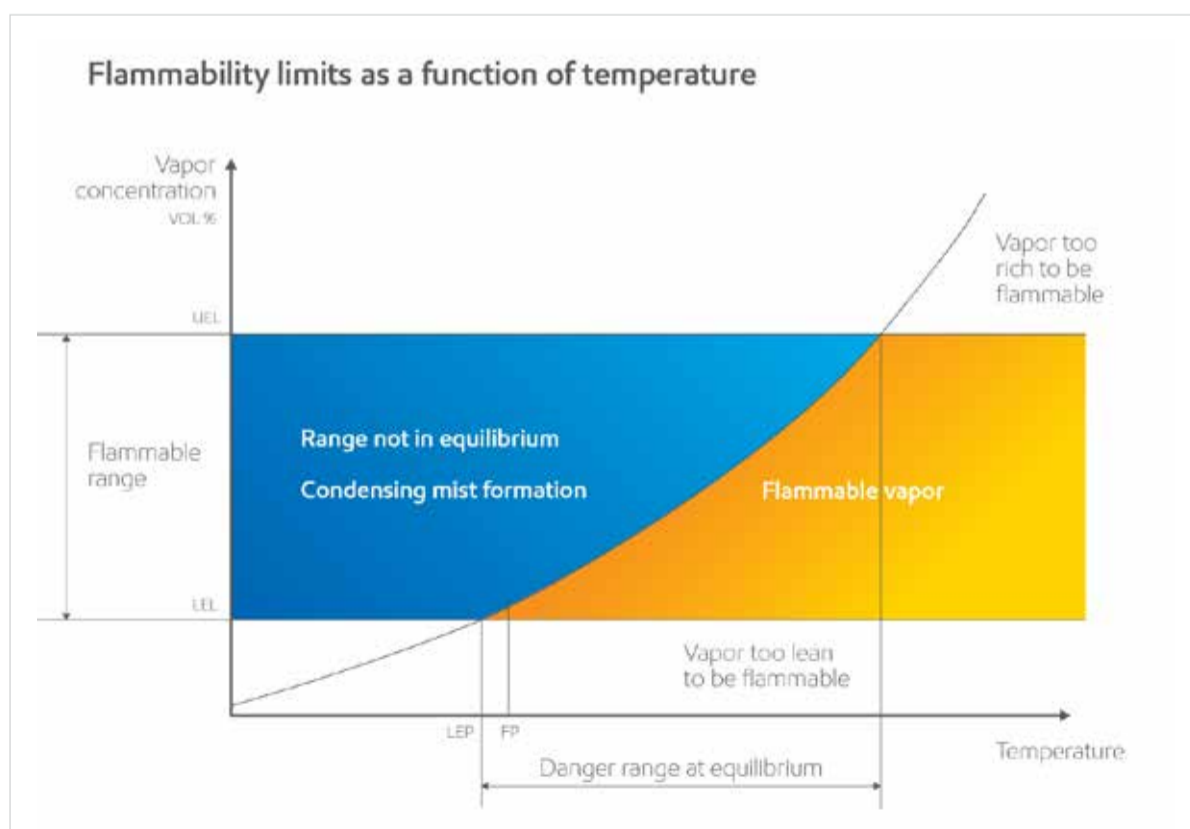 Flammability limits as a function of temperature
Vapor
concentration
VOL %
UEL
Vapor too
rich to be
flammable
Range not in equilibrium
Condensing mist formation
Flammable
range
Flammable vapor
LEL
Vapor too lean
to be flammable
LEP
FP
Temperature
Danger range at equilibrium